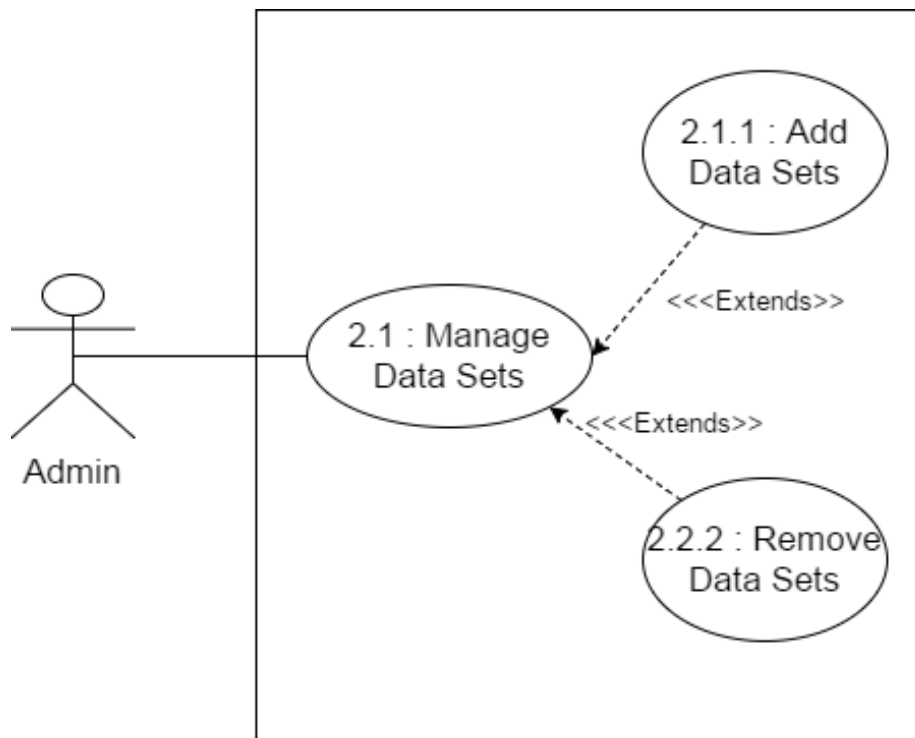 2.1.1 : Add
Data Sets
<<<Extends>>
2.1 : Manage
Data Sets
<<<Extends>>
Admin
2.2.2 : Remove
Data Sets